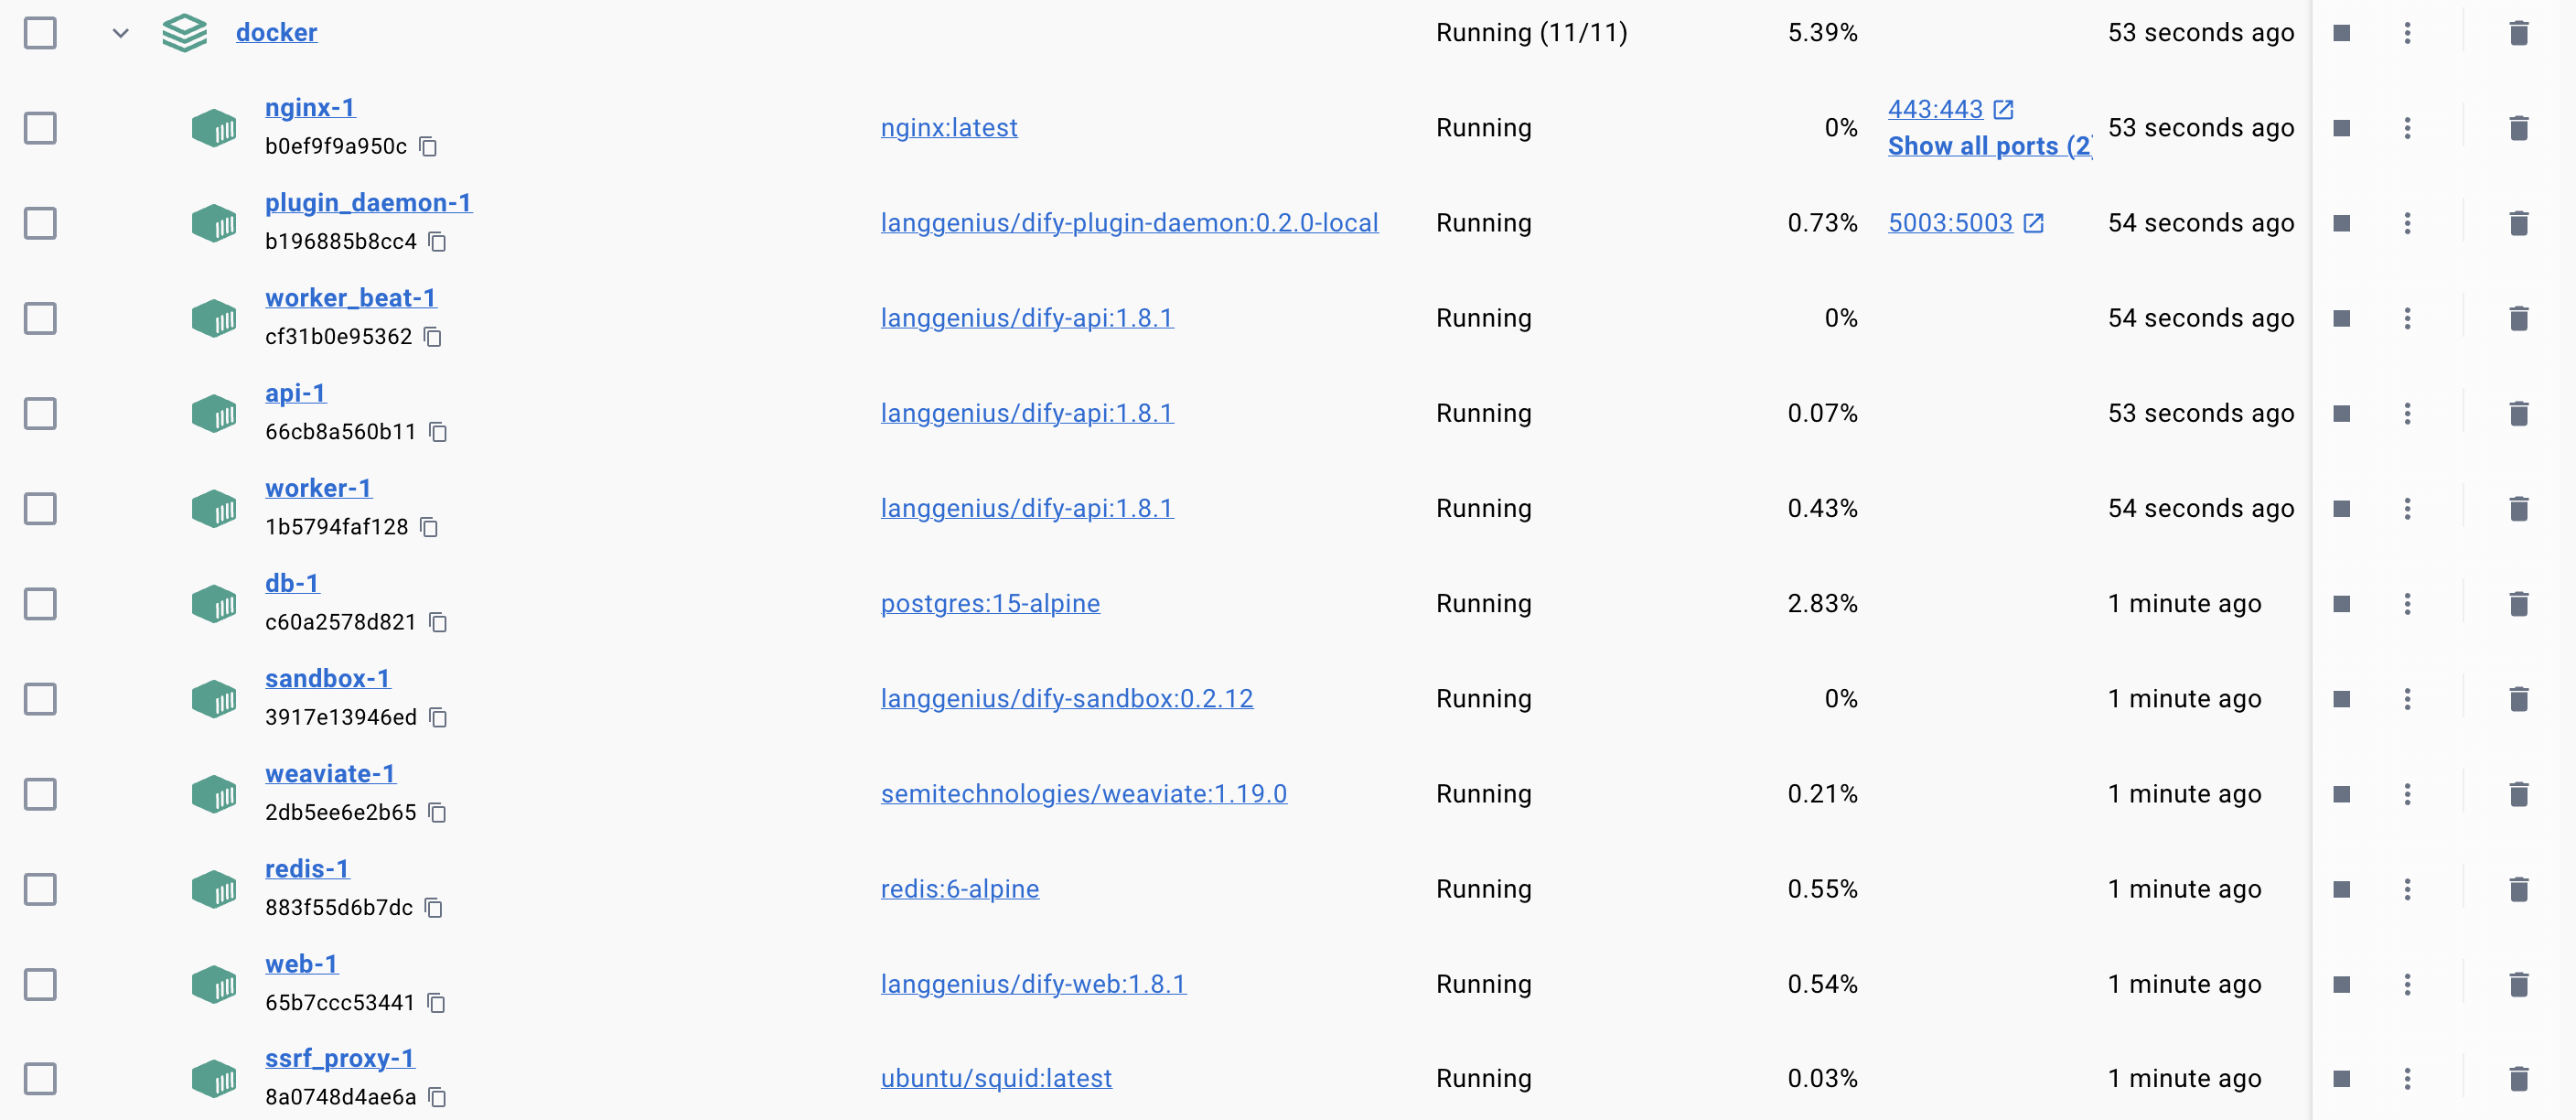 docker Running (11/11) 5.39% 53 seconds ago
nginx-1
b0ef9f9a950c
nginx:latest Running 0% 443:443 53 seconds ago
Show all ports (2)
plugin_daemon-1
b196885b8cc4
langgenius/dify-plugin-daemon:0.2.0-local Running 0.73% 5003:5003 54 seconds ago
worker_beat-1
cf31b0e95362
langgenius/dify-api:1.8.1 Running 0% 54 seconds ago
api-1
66cb8a560b11
langgenius/dify-api:1.8.1 Running 0.07% 53 seconds ago
worker-1
1b5794faf128
langgenius/dify-api:1.8.1 Running 0.43% 54 seconds ago
db-1
c60a2578d821
postgres:15-alpine Running 2.83% 1 minute ago
sandbox-1
3917e13946ed
langgenius/dify-sandbox:0.2.12 Running 0% 1 minute ago
weaviate-1
2db5ee6e2b65
semitechnologies/weaviate:1.19.0 Running 0.21% 1 minute ago
redis-1
883f55d6b7dc
redis:6-alpine Running 0.55% 1 minute ago
web-1
65b7ccc53441
langgenius/dify-web:1.8.1 Running 0.54% 1 minute ago
ssrf_proxy-1
8a0748d4ae6a
ubuntu/squid:latest Running 0.03% 1 minute ago